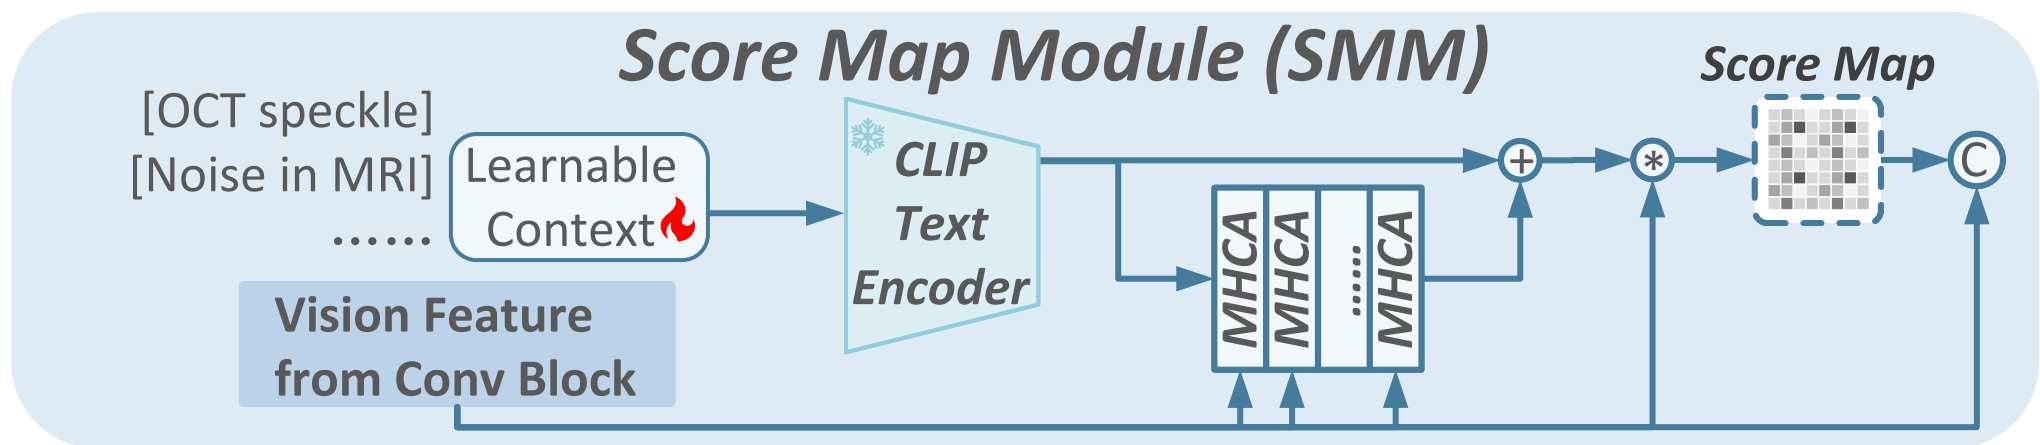 Score Map Module (SMM)
Score Map
[OCT speckle]
[Noise in MRI]
......
Learnable
Context
CLIP
Text
Encoder
MHCA
MHCA
.......
MHCA
+
*
C
Vision Feature
from Conv Block